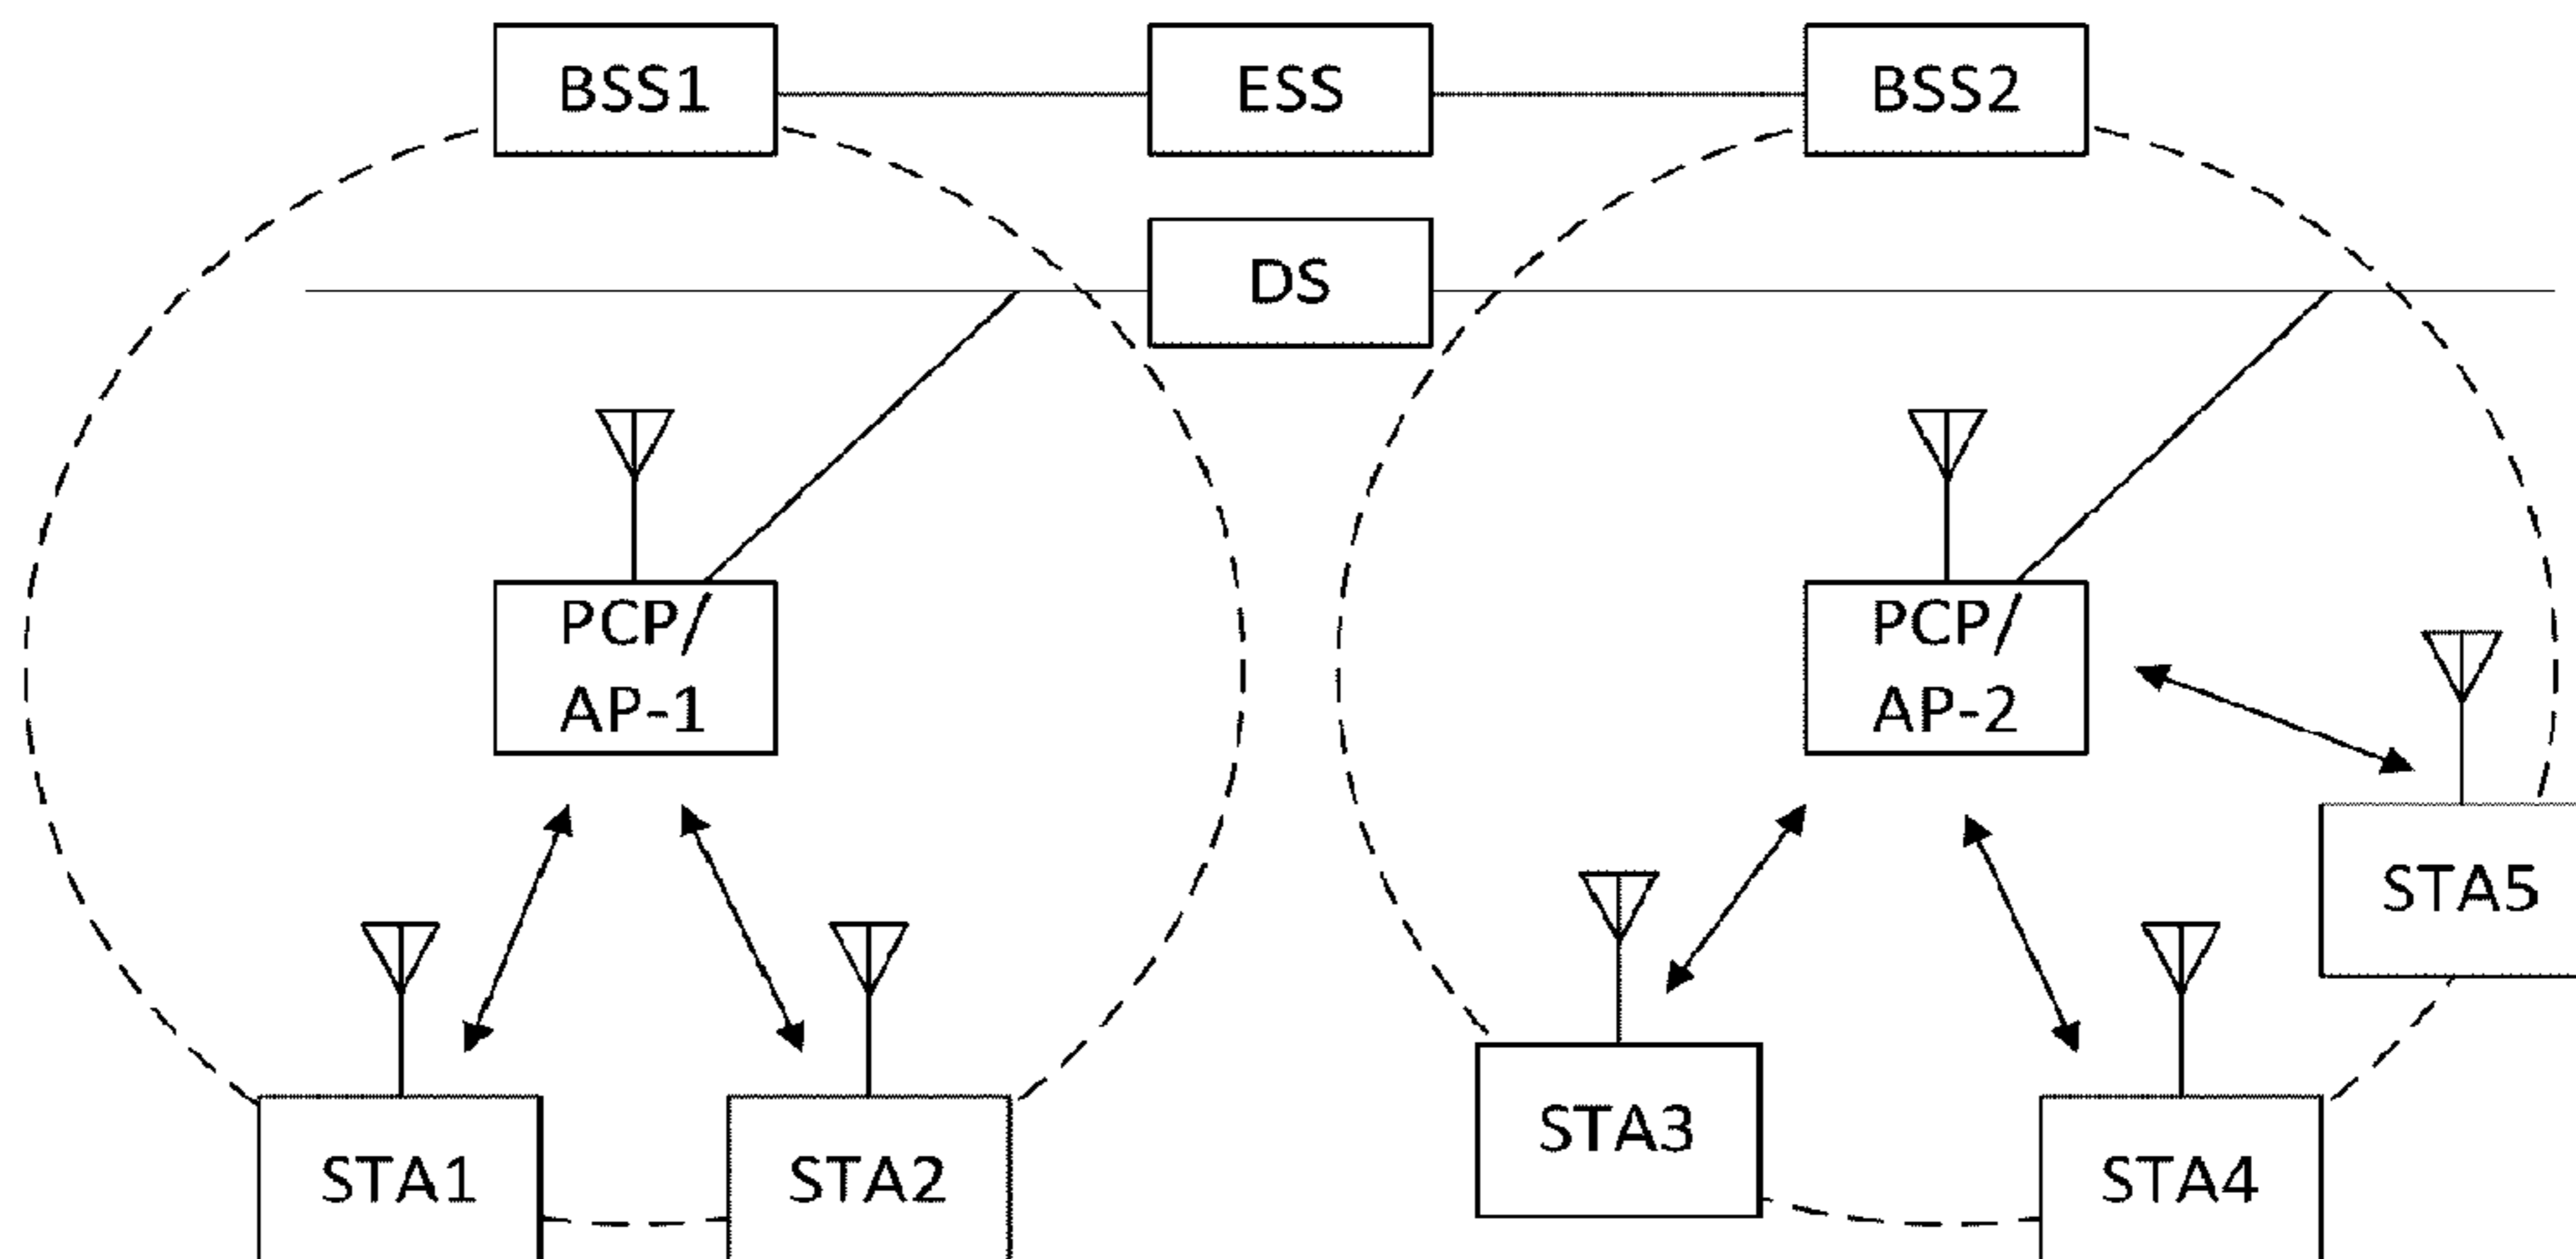 BSS1
ESS
BSS2
DS
PCP/
AP-1
PCP/
AP-2
STA5
STA3
STA1
STA2
STA4